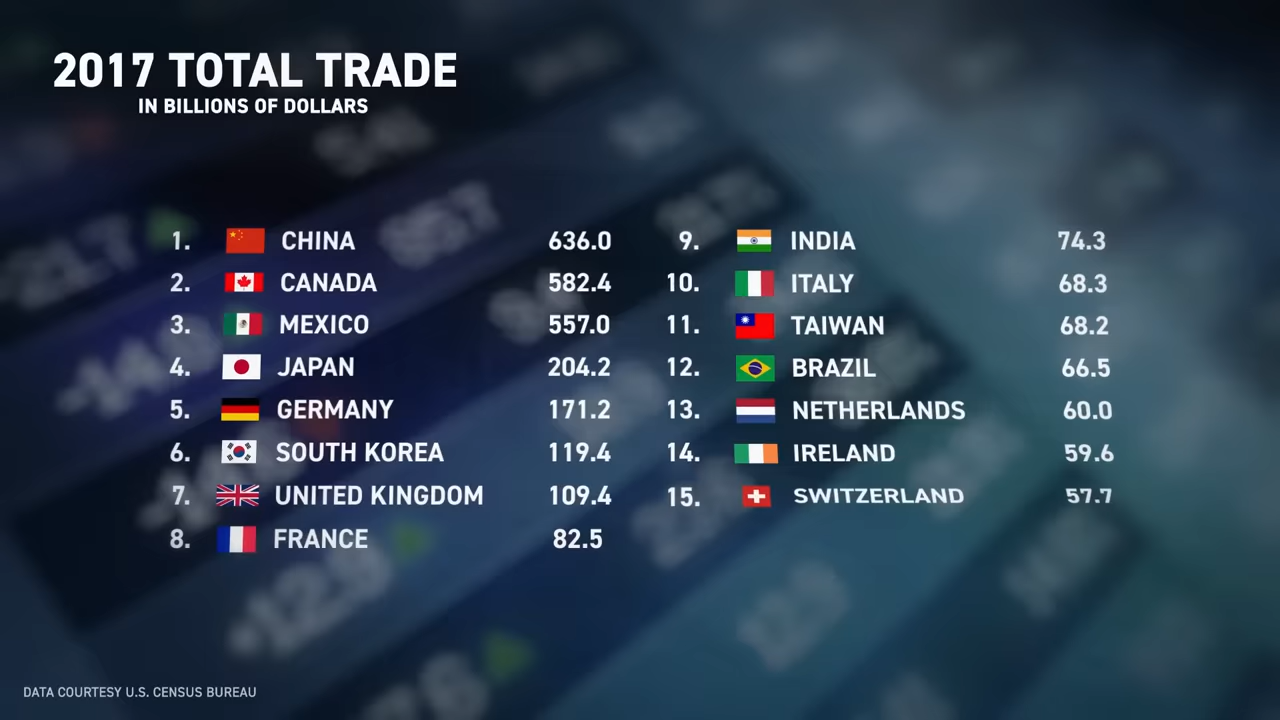 2017 TOTAL TRADE
IN BILLIONS OF DOLLARS
1. CHINA 636.0
2. CANADA 582.4
3. MEXICO 557.0
4. JAPAN 204.2
5. GERMANY 171.2
6. SOUTH KOREA 119.4
7. UNITED KINGDOM 109.4
8. FRANCE 82.5
9. INDIA 74.3
10. ITALY 68.3
11. TAIWAN 68.2
12. BRAZIL 66.5
13. NETHERLANDS 60.0
14. IRELAND 59.6
15. SWITZERLAND 57.7
DATA COURTESY U.S. CENSUS BUREAU